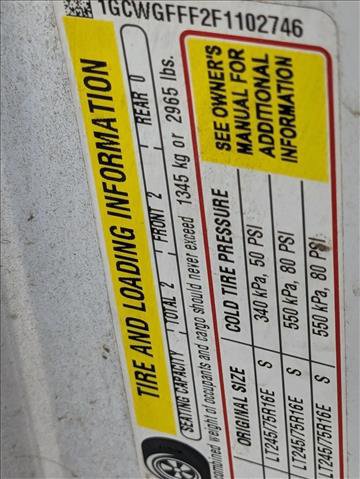 1GCWGFFF2F1102746
TIRE AND LOADING INFORMATION
SEATING CAPACITY TOTAL 2 FRONT 2 REAR 0
combined weight of occupants and cargo should never exceed 1345 kg or 2965 lbs.
ORIGINAL SIZE COLD TIRE PRESSURE
LT245/75R16E S 340 kPa, 50 PSI
LT245/75R16E S 550 kPa, 80 PSI
LT245/75R16E S 550 kPa, 80 PSI
SEE OWNER'S
MANUAL FOR
ADDITIONAL
INFORMATION